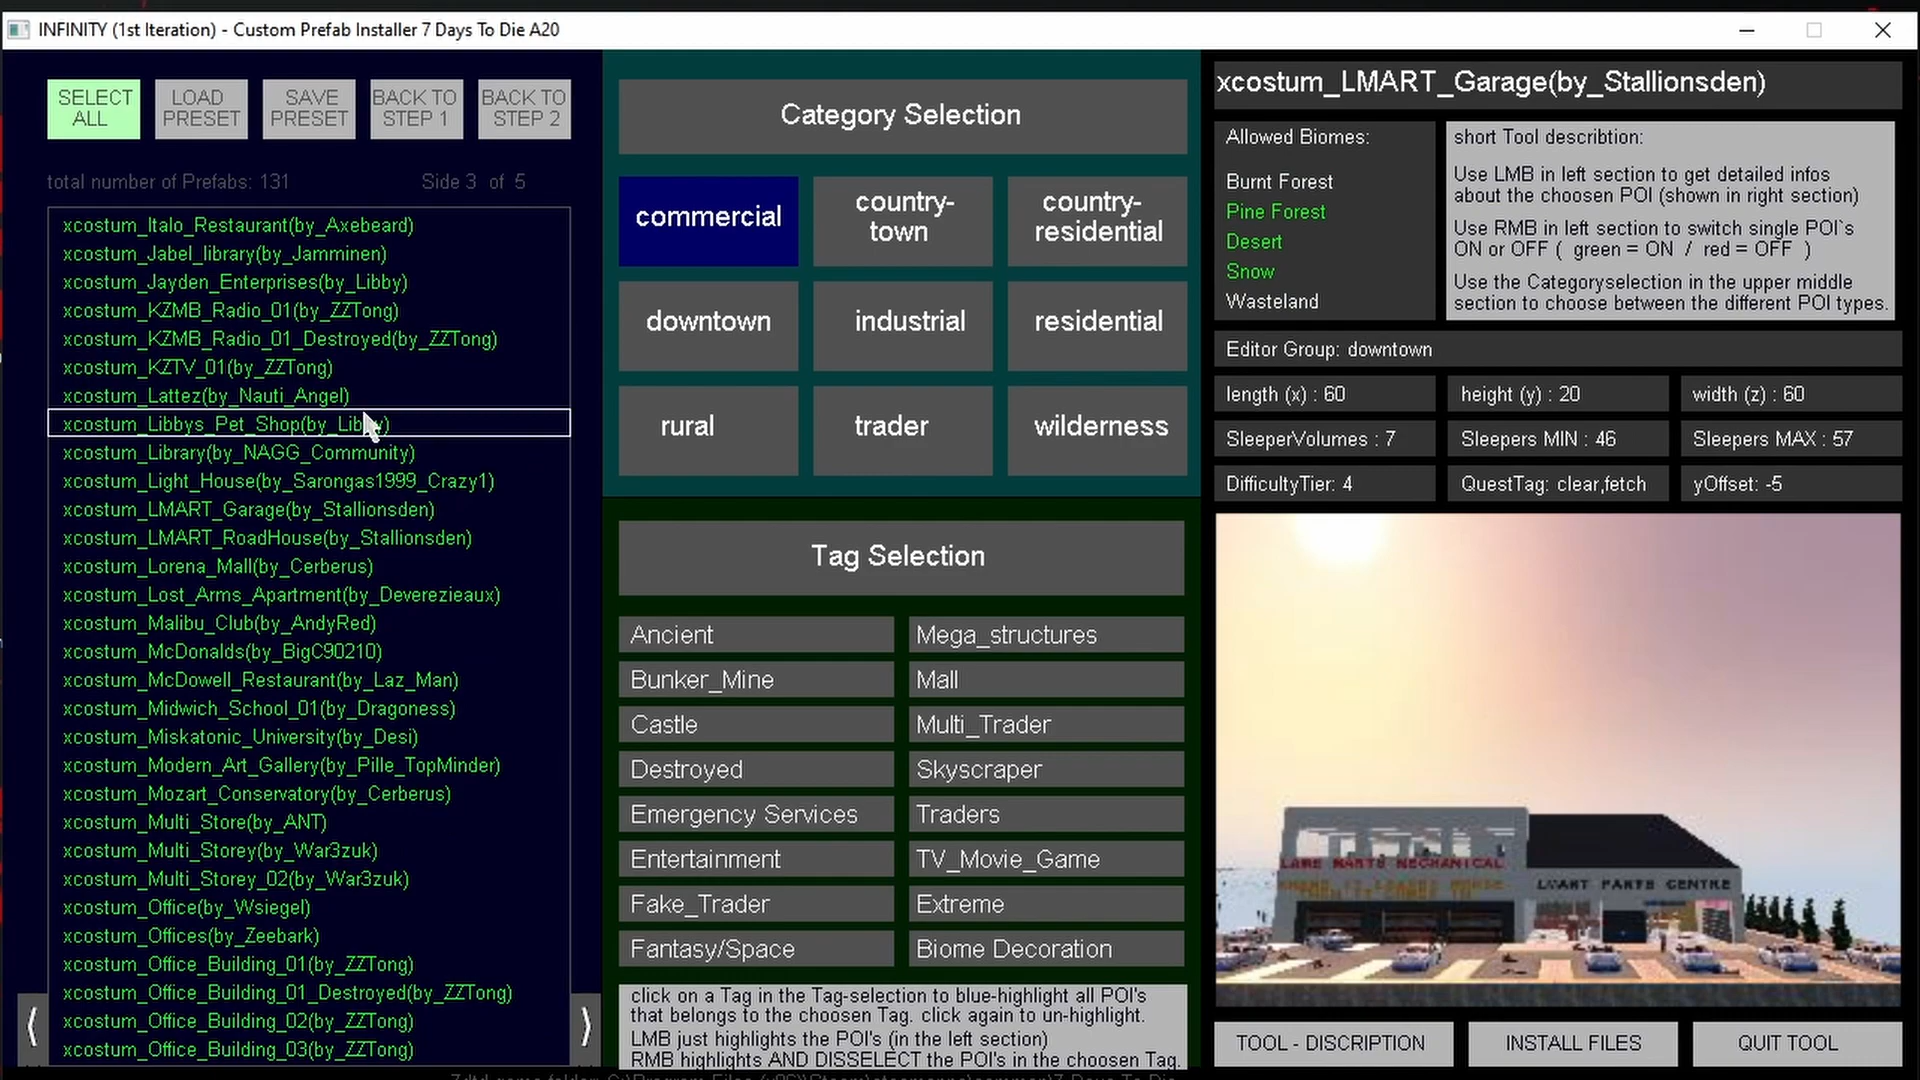 INFINITY (1st Iteration) - Custom Prefab Installer 7 Days To Die A20
SELECT ALL
LOAD PRESET
SAVE PRESET
BACK TO STEP 1
BACK TO STEP 2
total number of Prefabs: 131
Side 3 of 5
xcostum_Italo_Restaurant(by_Axebeard)
xcostum_Jabel_library(by_Jamminen)
xcostum_Jayden_Enterprises(by_Libby)
xcostum_KZMB_Radio_01(by_ZZTong)
xcostum_KZMB_Radio_01_Destroyed(by_ZZTong)
xcostum_KZTV_01(by_ZZTong)
xcostum_Lattez(by_Nauti_Angel)
xcostum_Libbys_Pet_Shop(by_Libby)
xcostum_Library(by_NAGG_Community)
xcostum_Light_House(by_Sarongas1999_Crazy1)
xcostum_LMART_Garage(by_Stallionsden)
xcostum_LMART_RoadHouse(by_Stallionsden)
xcostum_Lorena_Mall(by_Cerberus)
xcostum_Lost_Arms_Apartment(by_Deverezieaux)
xcostum_Malibu_Club(by_AndyRed)
xcostum_McDonalds(by_BigC90210)
xcostum_McDowell_Restaurant(by_Laz_Man)
xcostum_Midwich_School_01(by_Dragoness)
xcostum_Miskatonic_University(by_Desi)
xcostum_Modern_Art_Gallery(by_Pille_TopMinder)
xcostum_Mozart_Conservatory(by_Cerberus)
xcostum_Multi_Store(by_ANT)
xcostum_Multi_Storey(by_War3zuk)
xcostum_Multi_Storey_02(by_War3zuk)
xcostum_Office(by_Wsiegel)
xcostum_Offices(by_Zeebark)
xcostum_Office_Building_01(by_ZZTong)
xcostum_Office_Building_01_Destroyed(by_ZZTong)
xcostum_Office_Building_02(by_ZZTong)
xcostum_Office_Building_03(by_ZZTong)
Category Selection
commercial
country-
town
country-
residential
downtown
industrial
residential
rural
trader
wilderness
Tag Selection
Ancient
Mega_structures
Bunker_Mine
Mall
Castle
Multi_Trader
Destroyed
Skyscraper
Emergency Services
Traders
Entertainment
TV_Movie_Game
Fake_Trader
Extreme
Fantasy/Space
Biome Decoration
click on a Tag in the Tag-selection to blue-highlight all POI's
that belongs to the choosen Tag. click again to un-highlight.
LMB just highlights the POI's (in the left section)
RMB highlights AND DISSELECT the POI's in the choosen Tag.
xcostum_LMART_Garage(by_Stallionsden)
Allowed Biomes:
Burnt Forest
Pine Forest
Desert
Snow
Wasteland
short Tool describtion:
Use LMB in left section to get detailed infos
about the choosen POI (shown in right section)
Use RMB in left section to switch single POI`s
ON or OFF ( green = ON / red = OFF )
Use the Categoryselection in the upper middle
section to choose between the different POI types.
Editor Group: downtown
length (x) : 60
height (y) : 20
width (z) : 60
SleeperVolumes : 7
Sleepers MIN : 46
Sleepers MAX : 57
DifficultyTier: 4
QuestTag: clear,fetch
yOffset: -5
LMART PARTS CENTRE
TOOL - DISCRIPTION
INSTALL FILES
QUIT TOOL